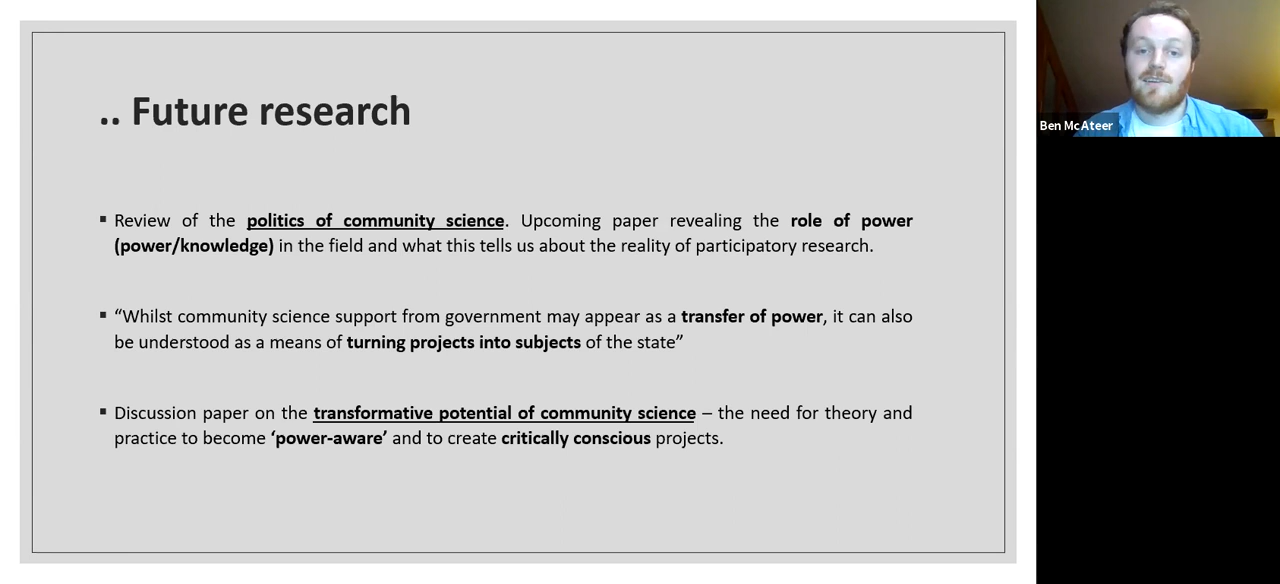 .. Future research
Ben McAteer
▪ Review of the politics of community science. Upcoming paper revealing the role of power
(power/knowledge) in the field and what this tells us about the reality of participatory research.
▪ “Whilst community science support from government may appear as a transfer of power, it can also
be understood as a means of turning projects into subjects of the state”
▪ Discussion paper on the transformative potential of community science – the need for theory and
practice to become ‘power-aware’ and to create critically conscious projects.